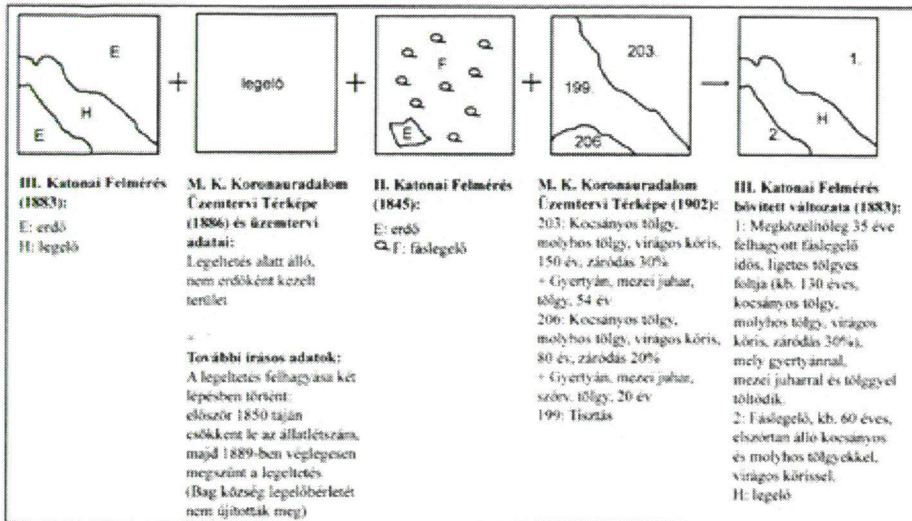 E
H
E
+
legelő
+
F
E
+
203.
199.
206
1.
H
2.
III. Katonai Felmérés
(1883):
E: erdő
H: legelő
M. K. Koronauradalom
Üzemtervi Térképe
(1886) és üzemtervi
adatai:
Legeltetés alatt álló,
nem erdőként kezelt
terület
+
További írásos adatok:
A legeltetés felhagyása két
lépésben történt:
először 1850 táján
csökkent le az állatlétszám,
majd 1889-ben véglegesen
megszűnt a legeltetés
(Bag község legelőbérletét
nem újították meg)
II. Katonai Felmérés
(1845):
E: erdő
F: fáslegelő
M. K. Koronauradalom
Üzemtervi Térképe (1902):
203: Kocsányos tölgy,
molyhos tölgy, virágos kőris,
150 év, záródás 30%
+ Gyertyán, mezei juhar,
tölgy, 54 év
206: Kocsányos tölgy,
molyhos tölgy, virágos kőris,
80 év, záródás 20%
+ Gyertyán, mezei juhar,
szórv. tölgy, 20 év
199: Tisztás
III. Katonai Felmérés
bővített változata (1883):
1: Megközelítőleg 35 éve
felhagyott fáslegelő
idős, ligetes tölgyes
foltja (kb. 130 éves,
kocsányos tölgy,
molyhos tölgy, virágos
kőris, záródás 30%),
mely gyertyánnal,
mezei juharral és tölggyel
töltődik.
2: Fáslegelő, kb. 60 éves,
elszórtan álló kocsányos
és molyhos tölgyekkel,
virágos kőrissel.
H: legelő